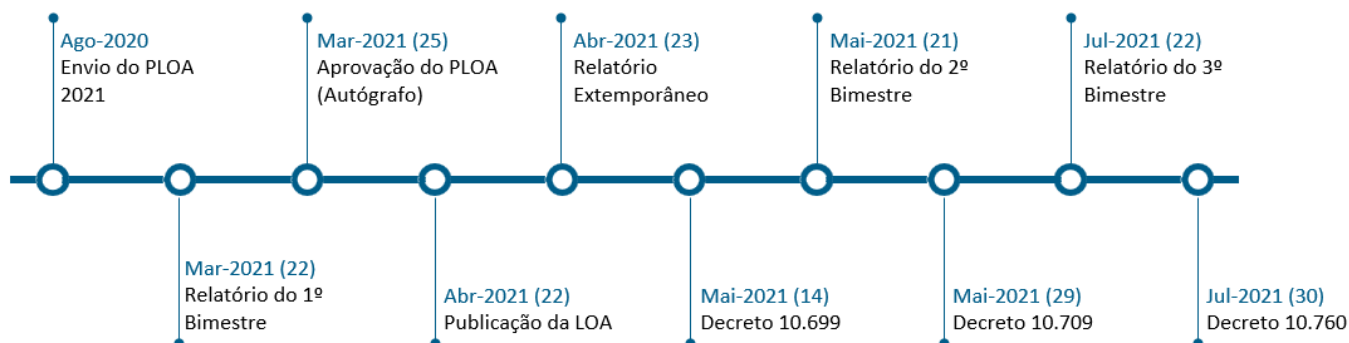 Ago-2020
Envio do PLOA
2021
Mar-2021 (25)
Aprovação do PLOA
(Autógrafo)
Abr-2021 (23)
Relatório
Extemporâneo
Mai-2021 (21)
Relatório do 2º
Bimestre
Jul-2021 (22)
Relatório do 3º
Bimestre
Mar-2021 (22)
Relatório do 1º
Bimestre
Abr-2021 (22)
Publicação da LOA
Mai-2021 (14)
Decreto 10.699
Mai-2021 (29)
Decreto 10.709
Jul-2021 (30)
Decreto 10.760